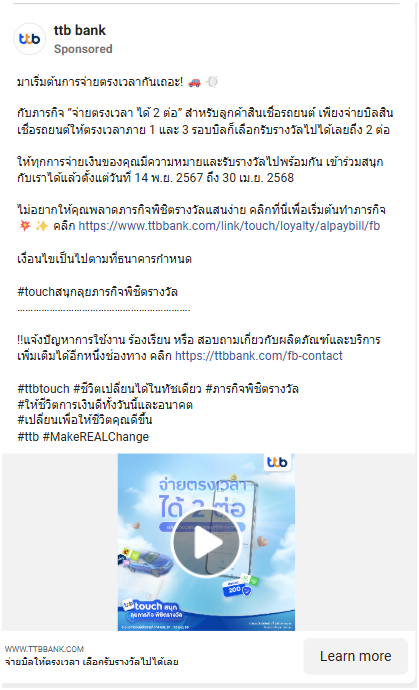 ttb
ttb bank
Sponsored
มาเริ่มต้นการจ่ายตรงเวลากันเถอะ! 🚗 💨
กับภารกิจ "จ่ายตรงเวลา ได้ 2 ต่อ" สำหรับลูกค้าสินเชื่อรถยนต์ เพียงจ่ายบิลสิน
เชื่อรถยนต์ให้ตรงเวลาภาย 1 และ 3 รอบบิลก็เลือกรับรางวัลไปได้เลยถึง 2 ต่อ
ให้ทุกการจ่ายเงินของคุณมีความหมายและรับรางวัลไปพร้อมกัน เข้าร่วมสนุก
กับเราได้แล้วตั้งแต่วันที่ 14 พ.ย. 2567 ถึง 30 เม.ย. 2568
ไม่อยากให้คุณพลาดภารกิจพิชิตรางวัลแสนง่าย คลิกที่นี่เพื่อเริ่มต้นทำภารกิจ
💥 ✨ คลิก https://www.ttbbank.com/link/touch/loyalty/alpaybill/fb
เงื่อนไขเป็นไปตามที่ธนาคารกำหนด
#touchสนุกลุยภารกิจพิชิตรางวัล
……………………………………………………….
!!แจ้งปัญหาการใช้งาน ร้องเรียน หรือ สอบถามเกี่ยวกับผลิตภัณฑ์และบริการ
เพิ่มเติมได้อีกหนึ่งช่องทาง คลิก https://ttbbank.com/fb-contact
#ttbtouch #ชีวิตเปลี่ยนได้ในทัชเดียว #ภารกิจพิชิตรางวัล
#ให้ชีวิตการเงินดีทั้งวันนี้และอนาคต
#เปลี่ยนเพื่อให้ชีวิตคุณดีขึ้น
#ttb #MakeREALChange
ttb
จ่ายตรงเวลา
ได้ 2 ต่อ
200
ttb touch สนุก
ลุยภารกิจ พิชิตรางวัล
WWW.TTBBANK.COM
จ่ายบิลให้ตรงเวลา เลือกรับรางวัลไปได้เลย
Learn more